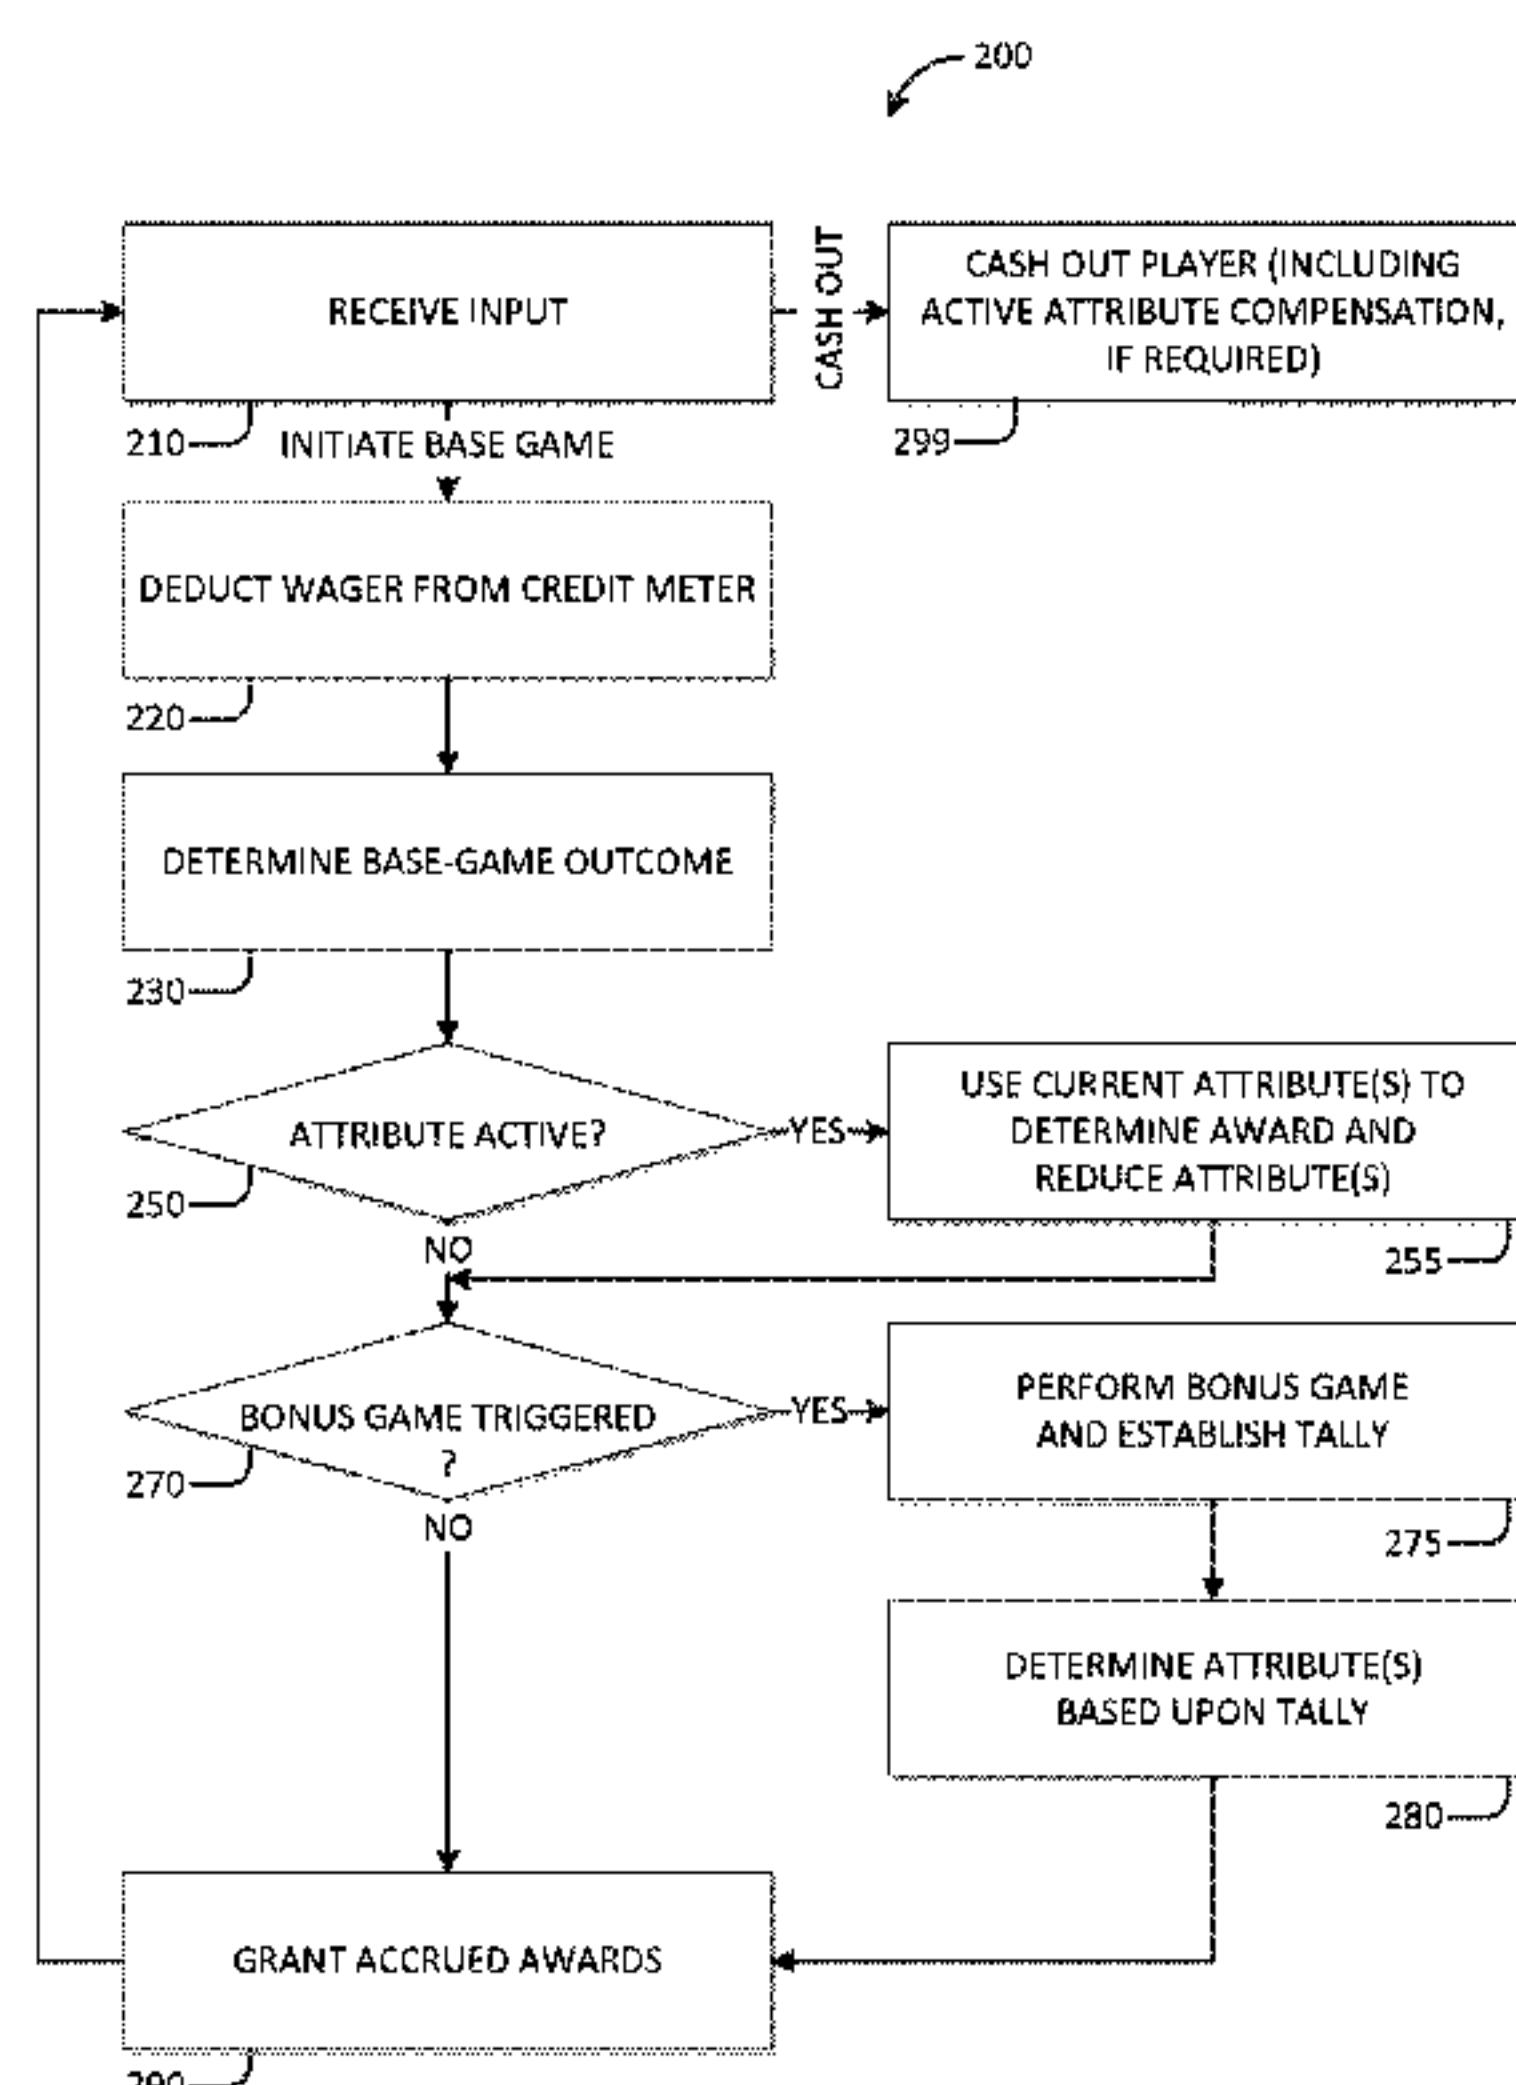 200
RECEIVE INPUT
CASH OUT
CASH OUT PLAYER (INCLUDING
ACTIVE ATTRIBUTE COMPENSATION,
IF REQUIRED)
210
INITIATE BASE GAME
299
DEDUCT WAGER FROM CREDIT METER
220
DETERMINE BASE-GAME OUTCOME
230
ATTRIBUTE ACTIVE?
YES
USE CURRENT ATTRIBUTE(S) TO
DETERMINE AWARD AND
REDUCE ATTRIBUTE(S)
250
NO
255
BONUS GAME TRIGGERED
?
YES
PERFORM BONUS GAME
AND ESTABLISH TALLY
270
NO
275
DETERMINE ATTRIBUTE(S)
BASED UPON TALLY
280
GRANT ACCRUED AWARDS